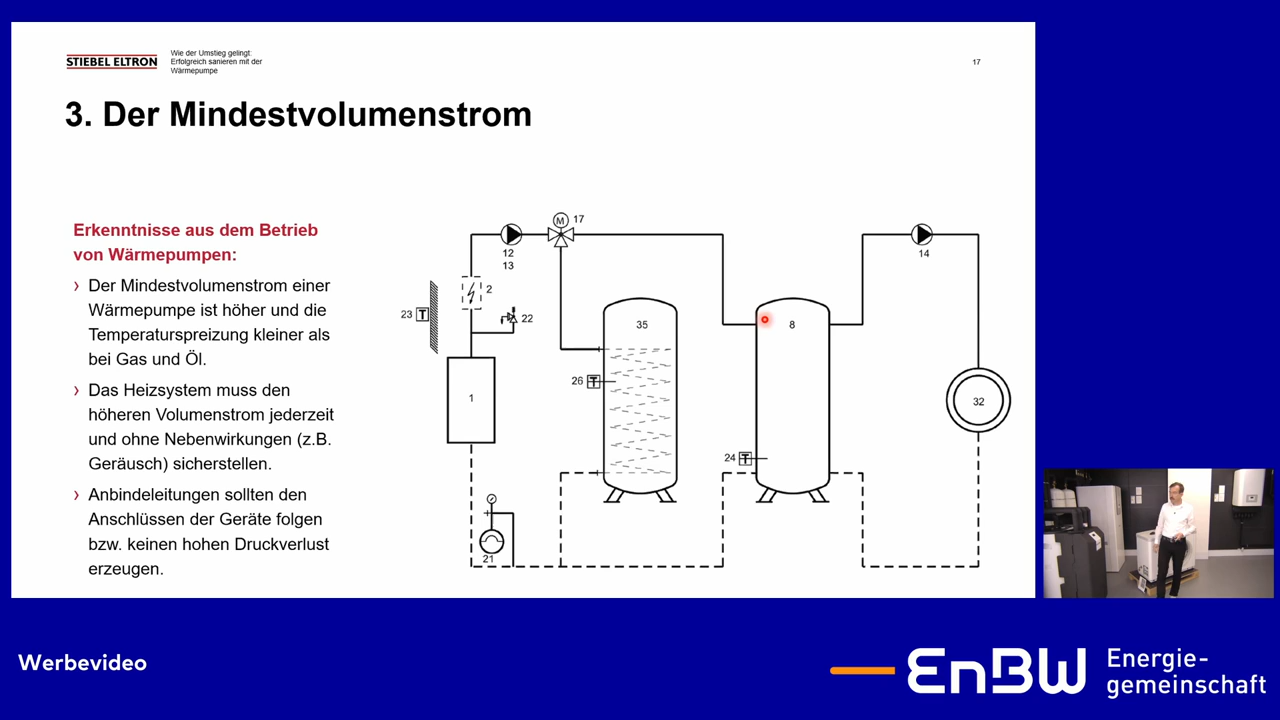 STIEBEL ELTRON
Wie der Umstieg gelingt:
Erfolgreich sanieren mit der
Wärmepumpe
17
3. Der Mindestvolumenstrom
Erkenntnisse aus dem Betrieb
von Wärmepumpen:
› Der Mindestvolumenstrom einer
Wärmepumpe ist höher und die
Temperaturspreizung kleiner als
bei Gas und Öl.
› Das Heizsystem muss den
höheren Volumenstrom jederzeit
und ohne Nebenwirkungen (z.B.
Geräusch) sicherstellen.
› Anbindeleitungen sollten den
Anschlüssen der Geräte folgen
bzw. keinen hohen Druckverlust
erzeugen.
M 17
12
13
14
2
23 T
22
35
8
26 T
1
32
24 T
21
Werbevideo
EnBW
Energie-
gemeinschaft